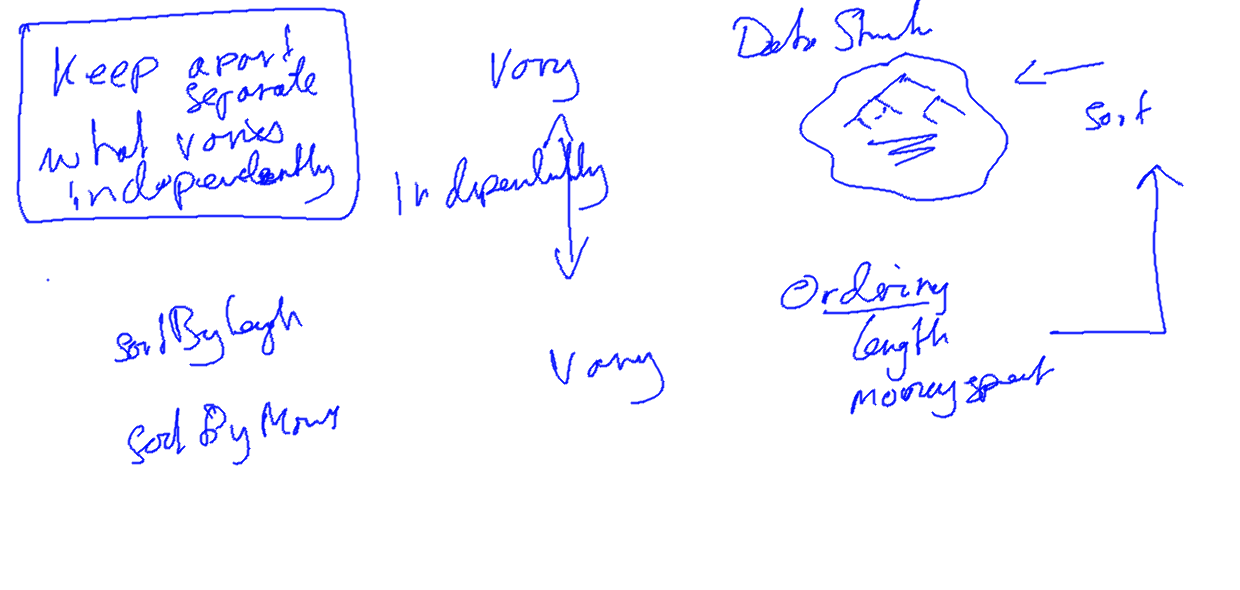 Keep apart
separate
what varies
independently
Vary
Independently
Vary
Data Struct
sort
Ordering
length
money spent
sortByLength
sortByMoney